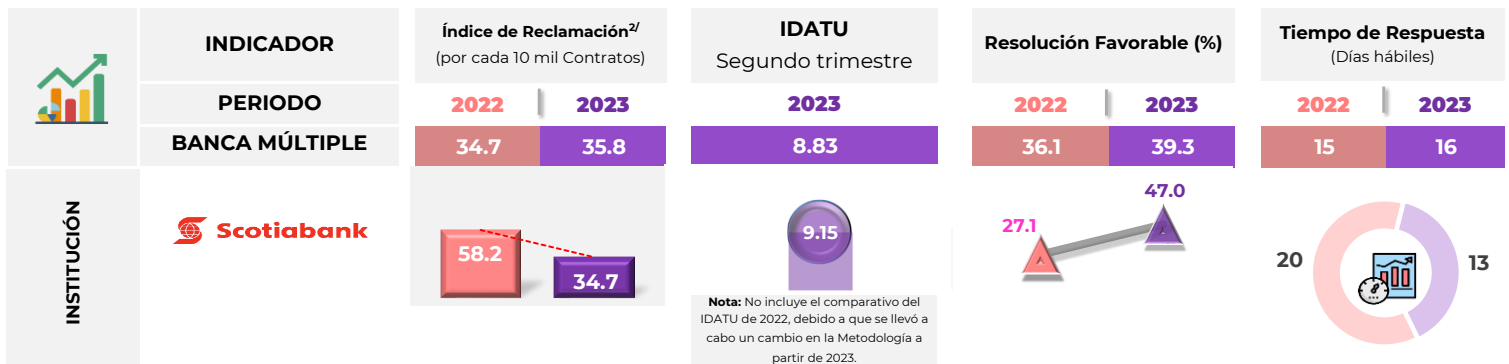 INDICADOR
Índice de Reclamación2/
(por cada 10 mil Contratos)
IDATU
Segundo trimestre
Resolución Favorable (%)
Tiempo de Respuesta
(Días hábiles)
PERIODO
2022 2023
2023
2022 2023
2022 2023
BANCA MÚLTIPLE
34.7 35.8
8.83
36.1 39.3
15 16
INSTITUCIÓN
Scotiabank
58.2
34.7
9.15
Nota: No incluye el comparativo del
IDATU de 2022, debido a que se llevó a
cabo un cambio en la Metodología a
partir de 2023.
27.1
47.0
20
13